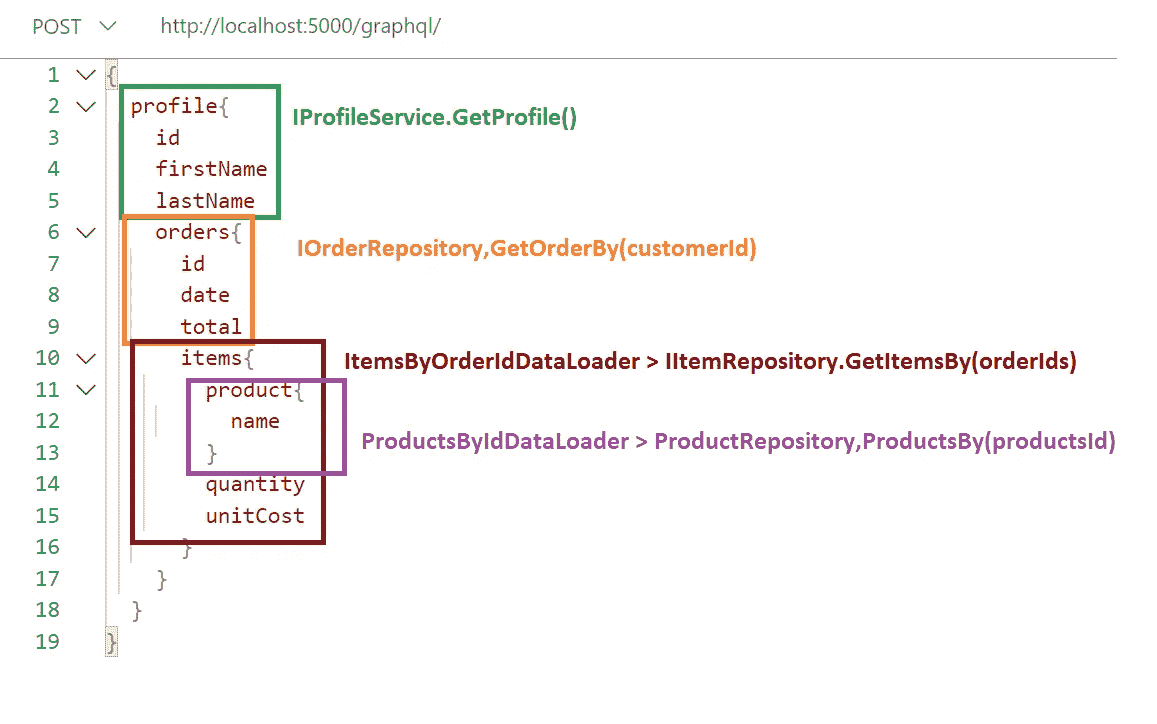 POST http://localhost:5000/graphql/
1 {
2 profile{ IProfileService.GetProfile()
3 id
4 firstName
5 lastName
6 orders{ IOrderRepository,GetOrderBy(customerId)
7 id
8 date
9 total
10 items{ ItemsByOrderIdDataLoader > IItemRepository.GetItemsBy(orderIds)
11 product{
12 name
13 } ProductsByIdDataLoader > ProductRepository,ProductsBy(productsId)
14 quantity
15 unitCost
16 }
17 }
18 }
19 }